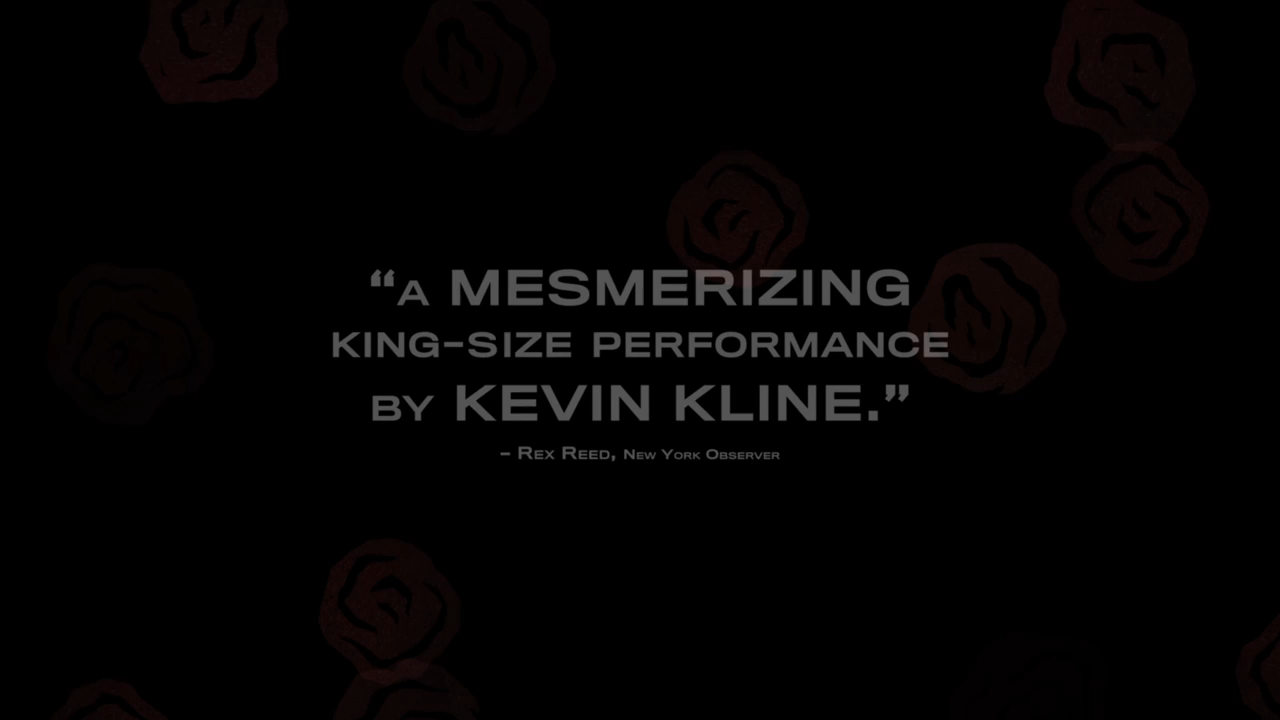 “A MESMERIZING
KING-SIZE PERFORMANCE
BY KEVIN KLINE.”
– REX REED, NEW YORK OBSERVER